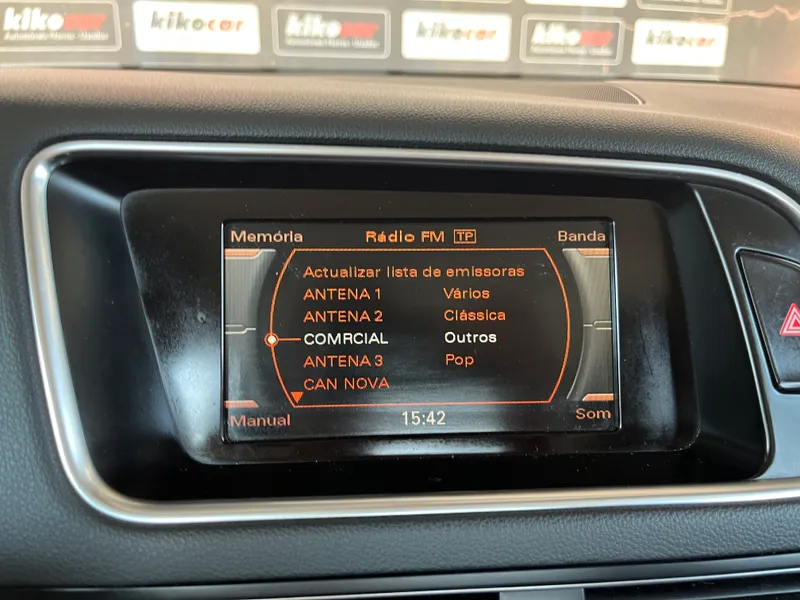 kikocar
kikocar
kikocar
kikocar
kikocar
kikocar
Memória Rádio FM TP Banda
Actualizar lista de emissoras
ANTENA 1 Vários
ANTENA 2 Clássica
COMRCIAL Outros
ANTENA 3 Pop
CAN NOVA
Manual 15:42 Som